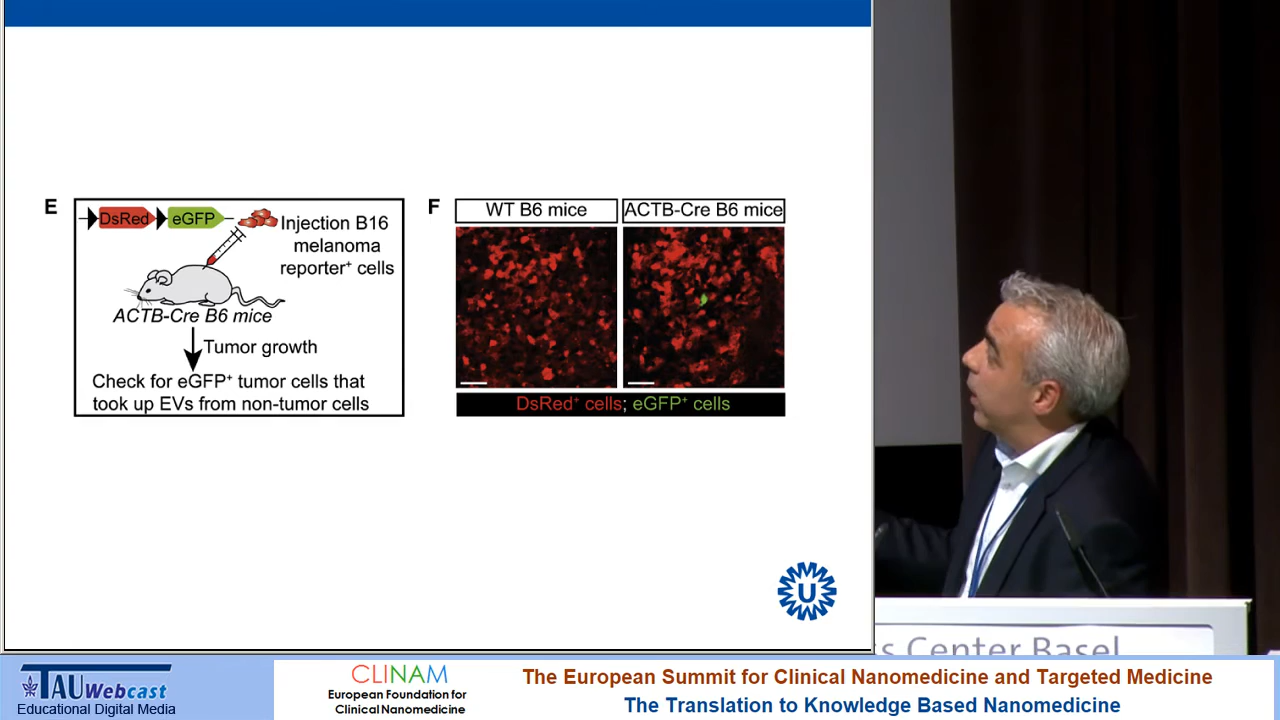 E
DsRed
eGFP
Injection B16
melanoma
reporter⁺ cells
ACTB-Cre B6 mice
Tumor growth
Check for eGFP⁺ tumor cells that
took up EVs from non-tumor cells
F
WT B6 mice
ACTB-Cre B6 mice
DsRed⁺ cells; eGFP⁺ cells
U
Center Basel
TAU Webcast
Educational Digital Media
CLINAM
European Foundation for
Clinical Nanomedicine
The European Summit for Clinical Nanomedicine and Targeted Medicine
The Translation to Knowledge Based Nanomedicine